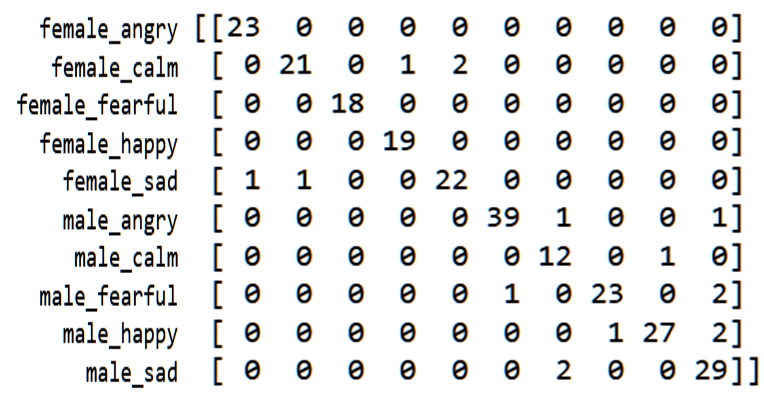 female_angry [[23 0 0 0 0 0 0 0 0 0]
female_calm [ 0 21 0 1 2 0 0 0 0 0]
female_fearful [ 0 0 18 0 0 0 0 0 0 0]
female_happy [ 0 0 0 19 0 0 0 0 0 0]
female_sad [ 1 1 0 0 22 0 0 0 0 0]
male_angry [ 0 0 0 0 0 39 1 0 0 1]
male_calm [ 0 0 0 0 0 0 12 0 1 0]
male_fearful [ 0 0 0 0 0 1 0 23 0 2]
male_happy [ 0 0 0 0 0 0 0 1 27 2]
male_sad [ 0 0 0 0 0 0 2 0 0 29]]